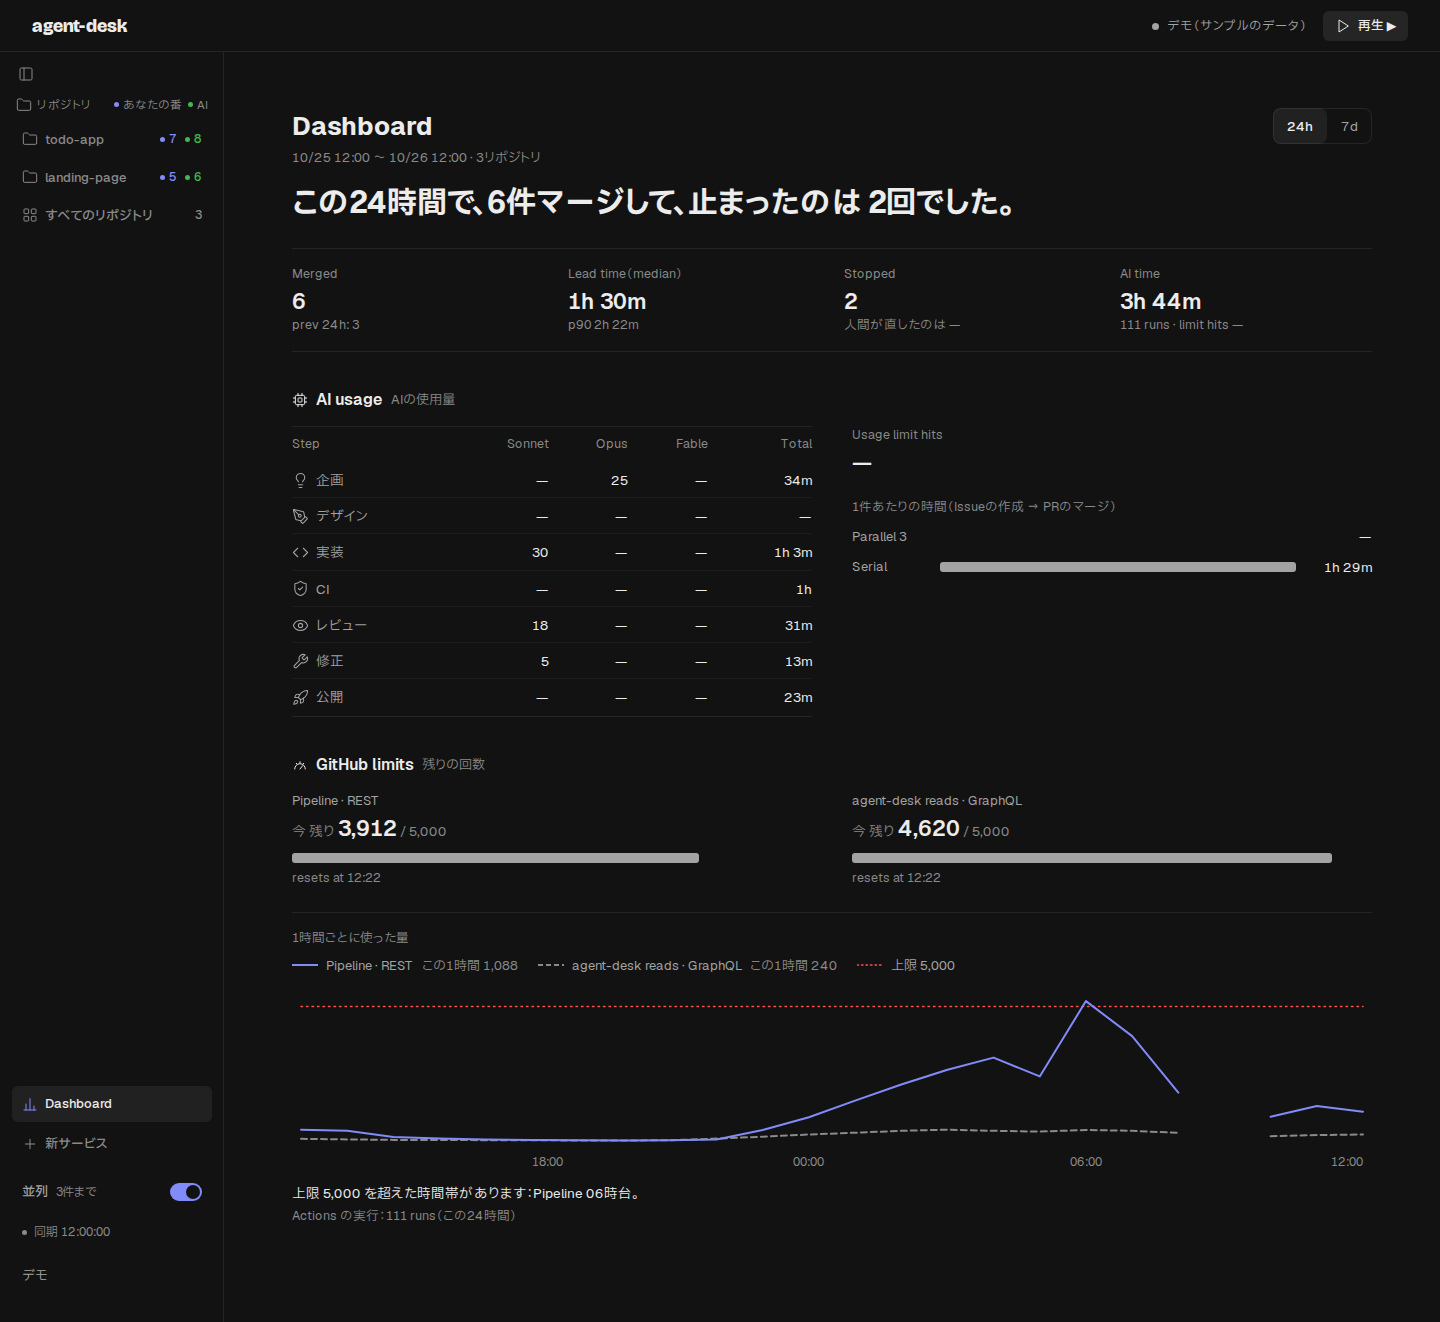 agent-desk
デモ（サンプルのデータ）
再生 ▶
リポジトリ あなたの番 AI
todo-app 7 8
landing-page 5 6
すべてのリポジトリ 3
Dashboard
24h 7d
10/25 12:00 〜 10/26 12:00 · 3リポジトリ
この24時間で、6件マージして、止まったのは 2回でした。
Merged
6
prev 24h: 3
Lead time（median）
1h 30m
p90 2h 22m
Stopped
2
人間が直したのは —
AI time
3h 44m
111 runs · limit hits —
AI usage AIの使用量
Step Sonnet Opus Fable Total
企画 — 25 — 34m
デザイン — — — —
実装 30 — — 1h 3m
CI — — — 1h
レビュー 18 — — 31m
修正 5 — — 13m
公開 — — — 23m
Usage limit hits
—
1件あたりの時間（Issueの作成 → PRのマージ）
Parallel 3 —
Serial 1h 29m
GitHub limits 残りの回数
Pipeline · REST
今 残り 3,912 / 5,000
resets at 12:22
agent-desk reads · GraphQL
今 残り 4,620 / 5,000
resets at 12:22
1時間ごとに使った量
Pipeline · REST この1時間 1,088 agent-desk reads · GraphQL この1時間 240 上限 5,000
18:00 00:00 06:00 12:00
上限 5,000 を超えた時間帯があります：Pipeline 06時台。
Actions の実行：111 runs（この24時間）
Dashboard
新サービス
並列 3件まで
同期 12:00:00
デモ